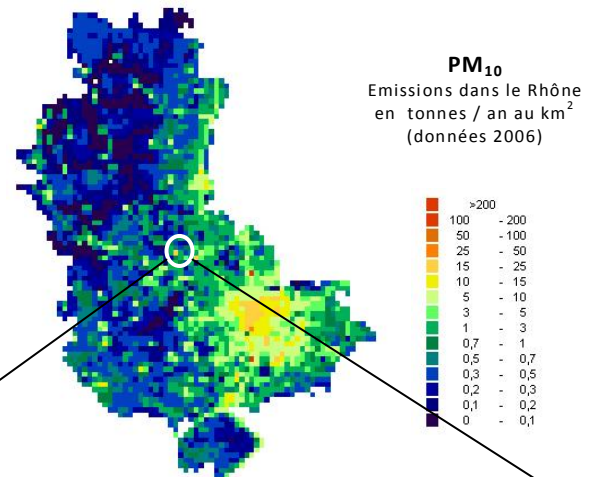 PM₁₀
Emissions dans le Rhône
en tonnes / an au km²
(données 2006)
>200
100 - 200
50 - 100
25 - 50
15 - 25
10 - 15
5 - 10
3 - 5
1 - 3
0,7 - 1
0,5 - 0,7
0,3 - 0,5
0,2 - 0,3
0,1 - 0,2
0 - 0,1